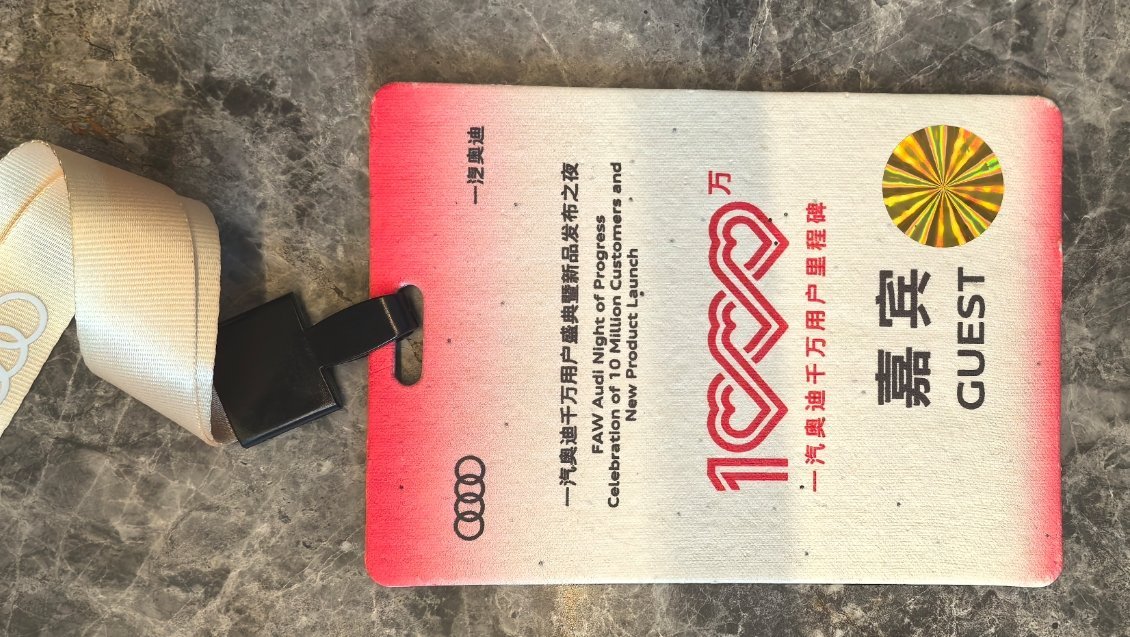 一汽奥迪
一汽奥迪千万用户盛典暨新品发布之夜
FAW Audi Night of Progress
Celebration of 10 Million Customers and
New Product Launch
1000万
一汽奥迪千万用户里程碑
嘉宾
GUEST